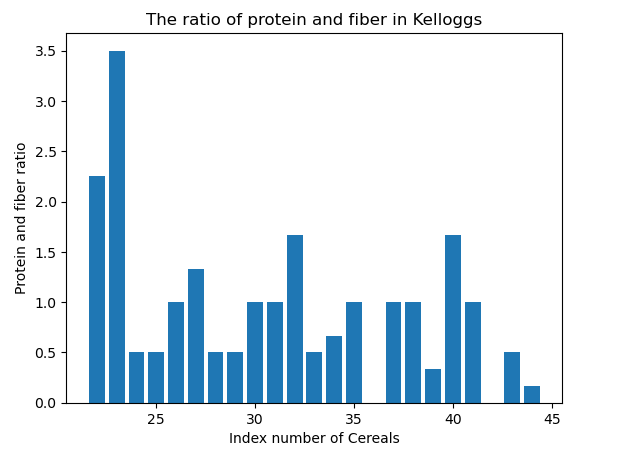 The ratio of protein and fiber in Kelloggs
Protein and fiber ratio
3.5
3.0
2.5
2.0
1.5
1.0
0.5
0.0
25 30 35 40 45
Index number of Cereals